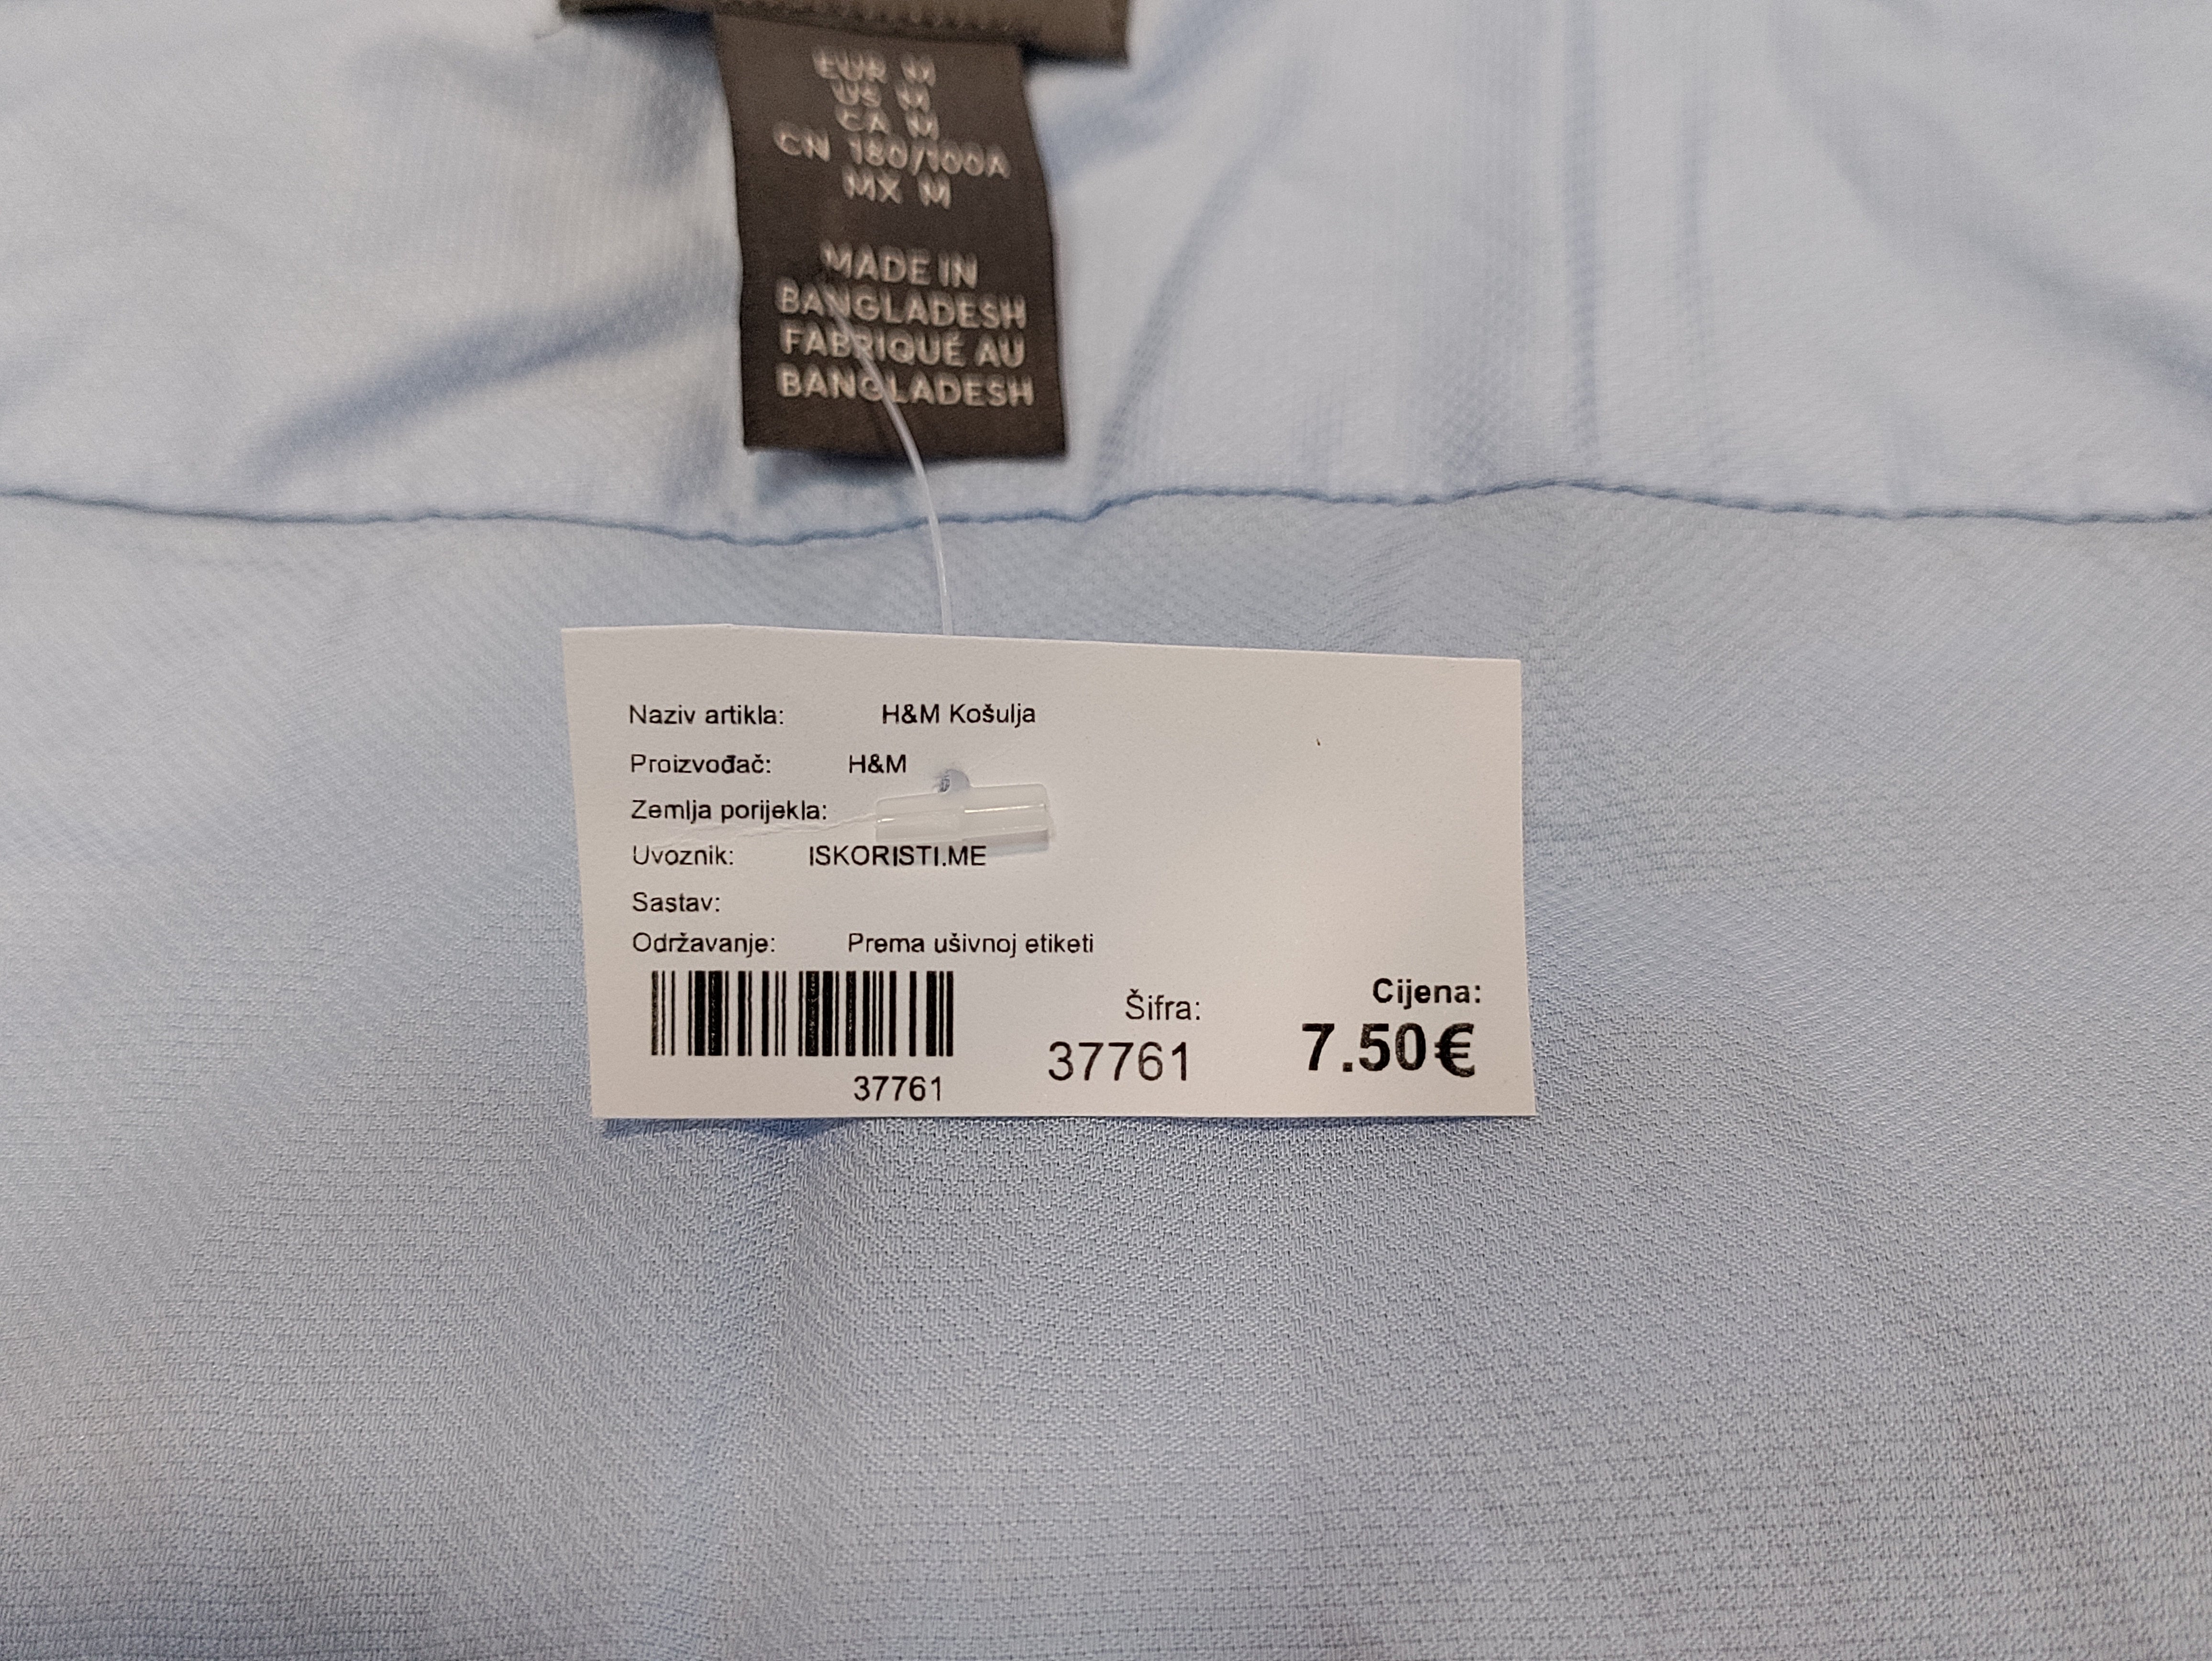 EUR M
US M
CA M
CN 180/100A
MX M
MADE IN
BANGLADESH
FABRIQUÉ AU
BANGLADESH
Naziv artikla: H&M Košulja
Proizvođač: H&M
Zemlja porijekla:
Uvoznik: ISKORISTI.ME
Sastav:
Održavanje: Prema ušivnoj etiketi
37761
Šifra:
37761
Cijena:
7.50€